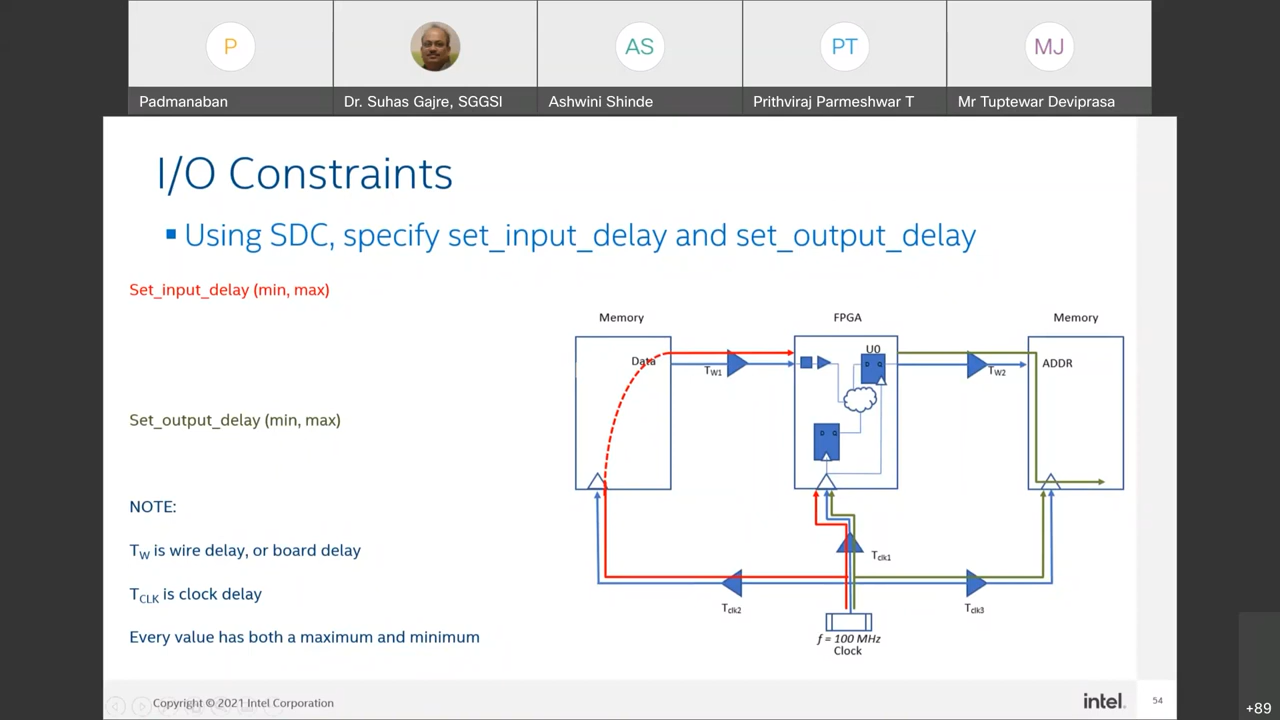 P
AS
PT
MJ
Padmanaban
Dr. Suhas Gajre, SGGSI
Ashwini Shinde
Prithviraj Parmeshwar T
Mr Tuptewar Deviprasa
I/O Constraints
Using SDC, specify set_input_delay and set_output_delay
Set_input_delay (min, max)
Set_output_delay (min, max)
NOTE:
TW is wire delay, or board delay
TCLK is clock delay
Every value has both a maximum and minimum
Memory
FPGA
Memory
Data
TW1
U0
D Q
D Q
TW2
ADDR
Tclk1
Tclk2
Tclk3
f = 100 MHz
Clock
Copyright © 2021 Intel Corporation
intel.
54
+89